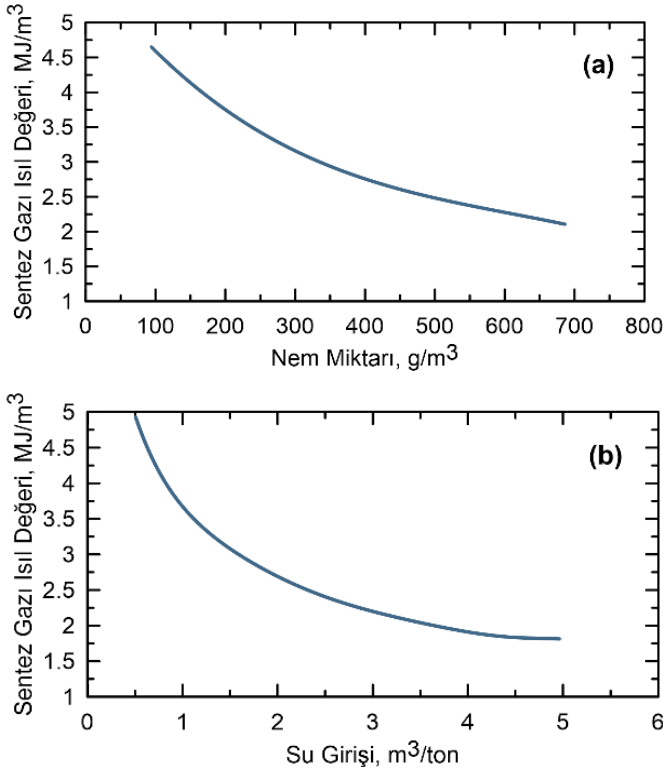 Sentez Gazı Isıl Değeri, MJ/m³
5
4.5
4
3.5
3
2.5
2
1.5
1
(a)
0 100 200 300 400 500 600 700 800
Nem Miktarı, g/m³
Sentez Gazı Isıl Değeri, MJ/m³
5
4.5
4
3.5
3
2.5
2
1.5
1
(b)
0 1 2 3 4 5 6
Su Girişi, m³/ton